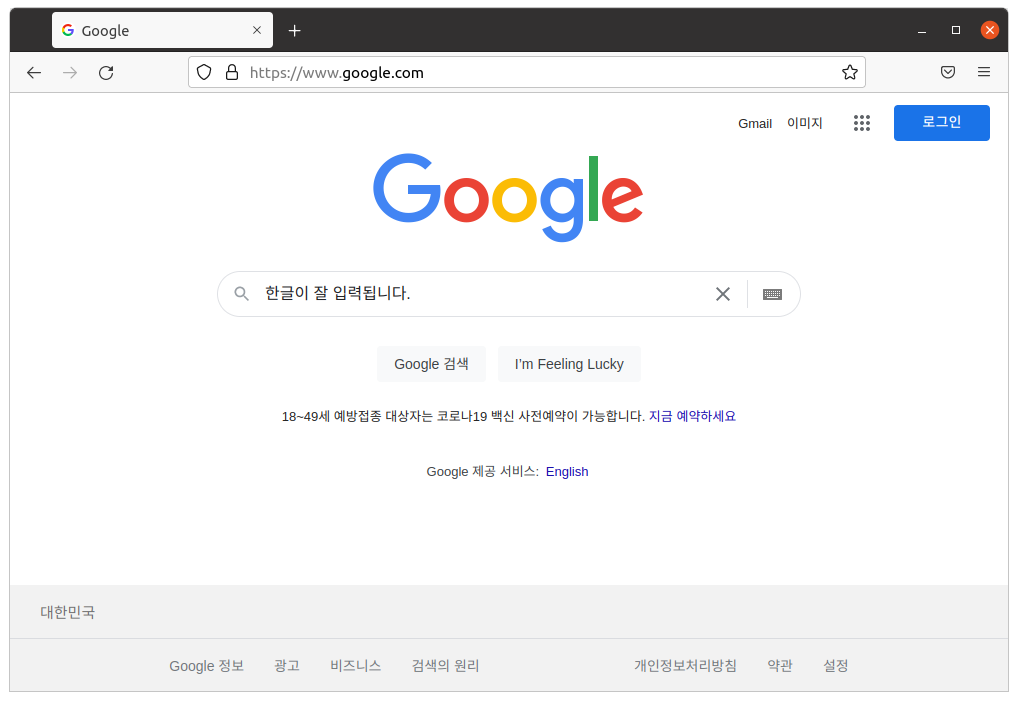 Google
https://www.google.com
Gmail 이미지 로그인
Google
한글이 잘 입력됩니다.
Google 검색 I'm Feeling Lucky
18~49세 예방접종 대상자는 코로나19 백신 사전예약이 가능합니다. 지금 예약하세요
Google 제공 서비스: English
대한민국
Google 정보 광고 비즈니스 검색의 원리 개인정보처리방침 약관 설정